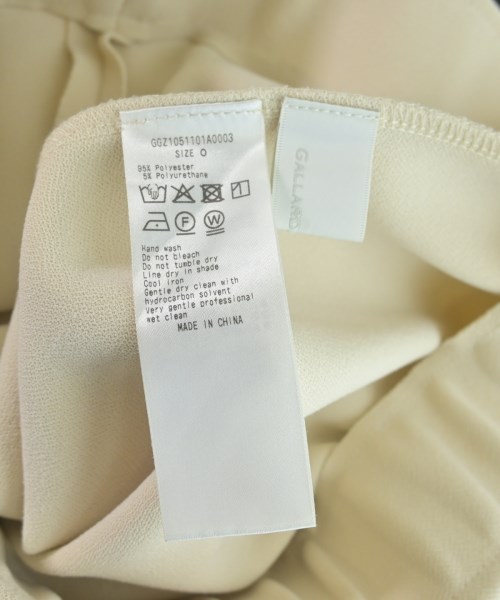 GGZ1051101A0003
SIZE 0
95% Polyester
5% Polyurethane
F W
Hand wash
Do not bleach
Do not tumble dry
Line dry in shade
Cool iron
Gentle dry clean with
hydrocarbon solvent
Very gentle professional
wet clean
MADE IN CHINA